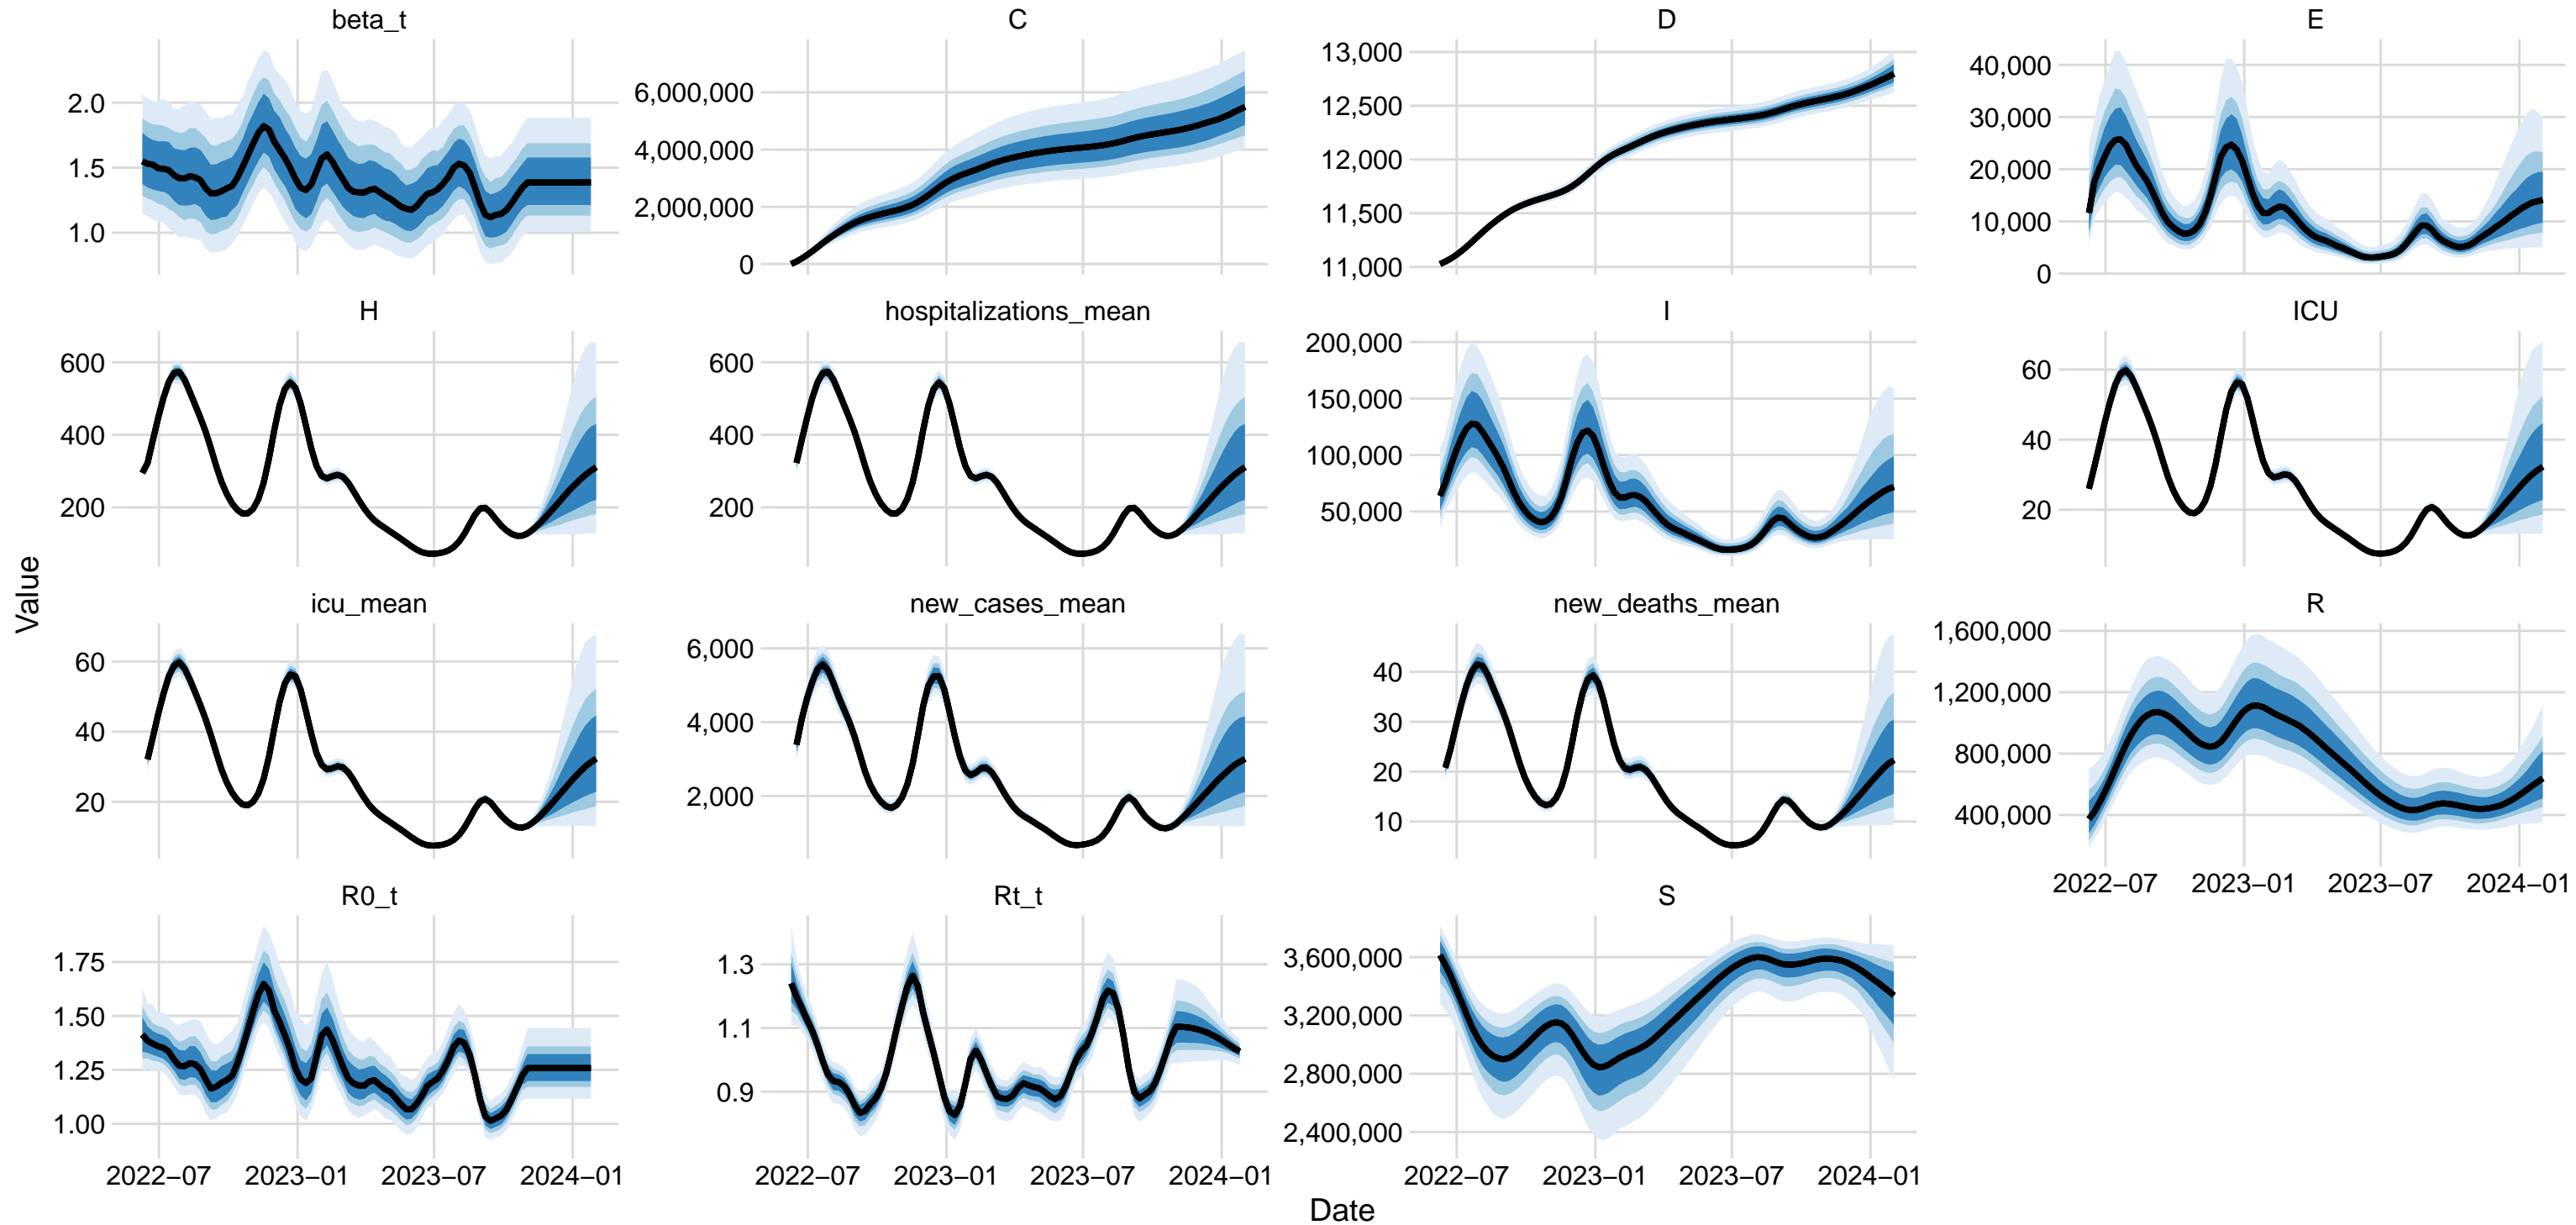 beta_t
C
D
E
2.0
1.5
1.0
6,000,000
4,000,000
2,000,000
0
13,000
12,500
12,000
11,500
11,000
40,000
30,000
20,000
10,000
0
H
hospitalizations_mean
I
ICU
600
400
200
600
400
200
200,000
150,000
100,000
50,000
60
40
20
Value
icu_mean
new_cases_mean
new_deaths_mean
R
60
40
20
6,000
4,000
2,000
40
30
20
10
1,600,000
1,200,000
800,000
400,000
2022−07 2023−01 2023−07 2024−01
R0_t
Rt_t
S
1.75
1.50
1.25
1.00
1.3
1.1
0.9
3,600,000
3,200,000
2,800,000
2,400,000
2022−07 2023−01 2023−07 2024−01
2022−07 2023−01 2023−07 2024−01
2022−07 2023−01 2023−07 2024−01
Date